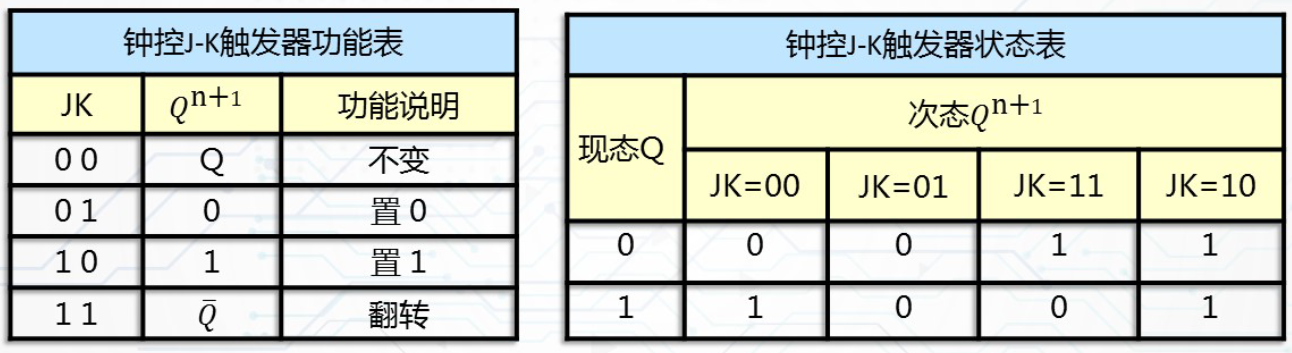 钟控J-K触发器功能表
JK Qⁿ⁺¹ 功能说明
0 0 Q 不变
0 1 0 置 0
1 0 1 置 1
1 1 Q̄ 翻转
钟控J-K触发器状态表
现态Q 次态Qⁿ⁺¹
JK=00 JK=01 JK=11 JK=10
0 0 0 1 1
1 1 0 0 1